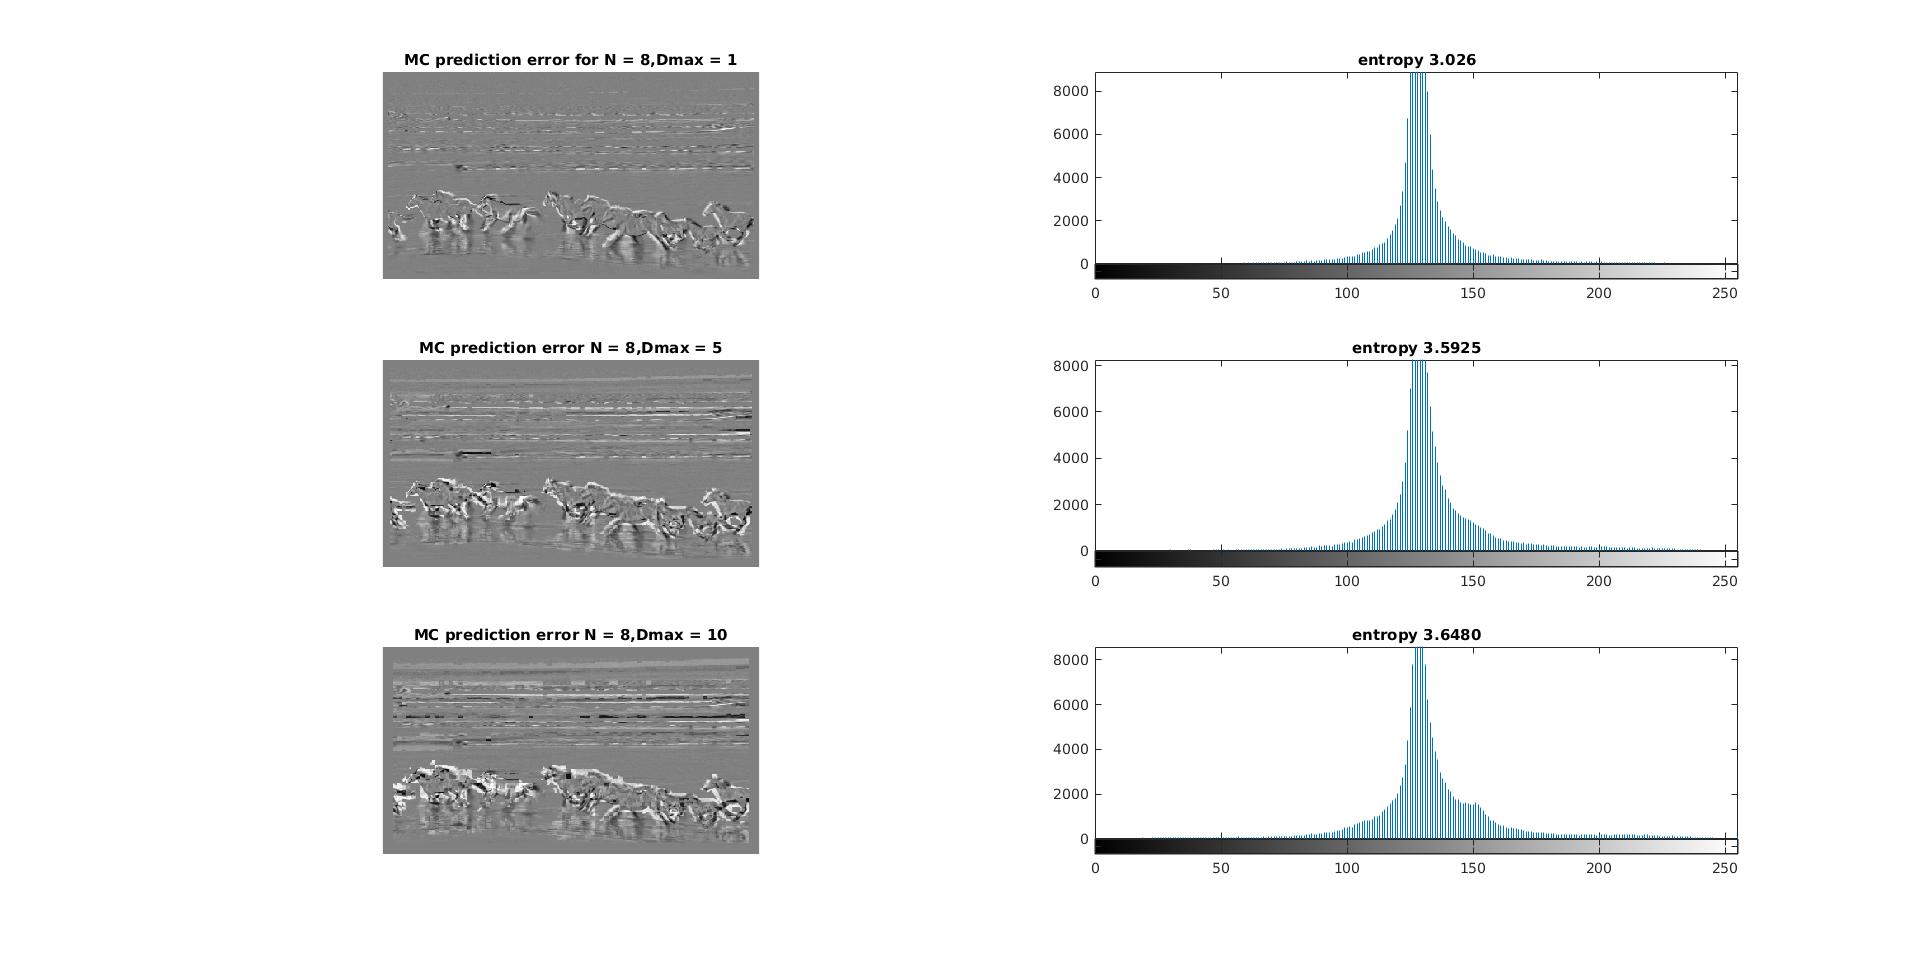 MC prediction error for N = 8,Dmax = 1
entropy 3.026
8000
6000
4000
2000
0
0 50 100 150 200 250
MC prediction error N = 8,Dmax = 5
entropy 3.5925
8000
6000
4000
2000
0
0 50 100 150 200 250
MC prediction error N = 8,Dmax = 10
entropy 3.6480
8000
6000
4000
2000
0
0 50 100 150 200 250